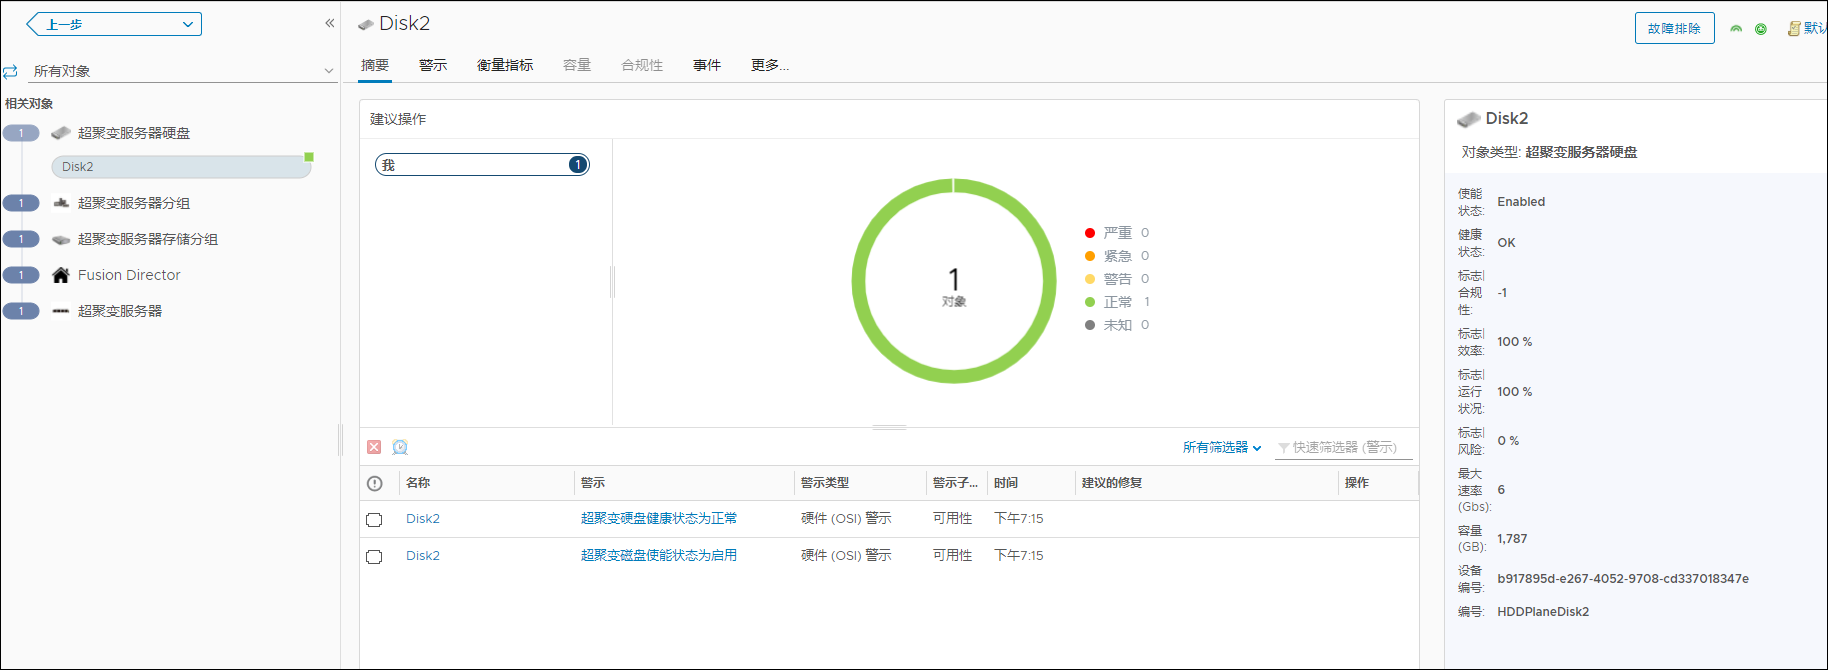 上一步
所有对象
相关对象
1 超聚变服务器硬盘
Disk2
1 超聚变服务器分组
1 超聚变服务器存储分组
1 Fusion Director
1 超聚变服务器
Disk2
故障排除
默认
摘要 警示 衡量指标 容量 合规性 事件 更多...
建议操作
我 1
1
对象
严重 0
紧急 0
警告 0
正常 1
未知 0
所有筛选器 快速筛选器 (警示)
名称 警示 警示类型 警示子... 时间 建议的修复 操作
Disk2 超聚变硬盘健康状态为正常 硬件 (OSI) 警示 可用性 下午7:15
Disk2 超聚变磁盘使能状态为启用 硬件 (OSI) 警示 可用性 下午7:15
Disk2
对象类型: 超聚变服务器硬盘
使能
状态: Enabled
健康
状态: OK
标志|
合规
性: -1
标志|
效率: 100 %
标志|
运行
状况: 100 %
标志|
风险: 0 %
最大
速率
(Gbs): 6
容量
(GB): 1,787
设备
编号: b917895d-e267-4052-9708-cd337018347e
编号: HDDPlaneDisk2